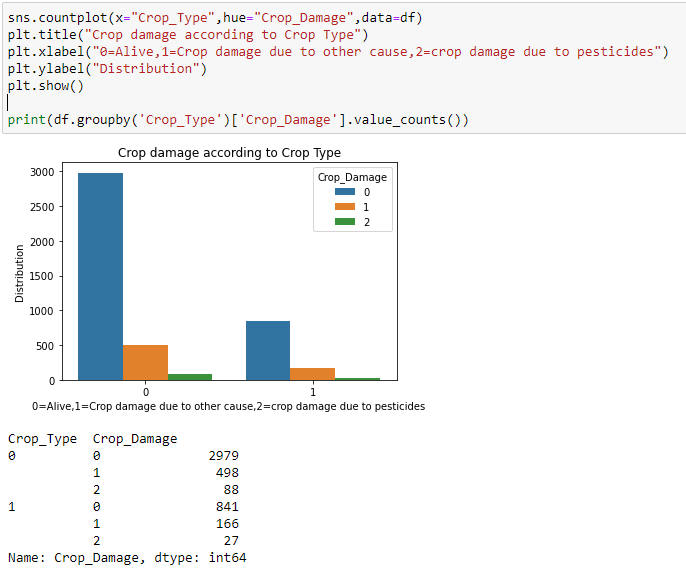 sns.countplot(x="Crop_Type",hue="Crop_Damage",data=df)
plt.title("Crop damage according to Crop Type")
plt.xlabel("0=Alive,1=Crop damage due to other cause,2=crop damage due to pesticides")
plt.ylabel("Distribution")
plt.show()
print(df.groupby('Crop_Type')['Crop_Damage'].value_counts())
Crop damage according to Crop Type
Crop_Damage
0
1
2
3000
2500
2000
1500
1000
500
0
Distribution
0 1
0=Alive,1=Crop damage due to other cause,2=crop damage due to pesticides
Crop_Type Crop_Damage
0 0 2979
1 498
2 88
1 0 841
1 166
2 27
Name: Crop_Damage, dtype: int64